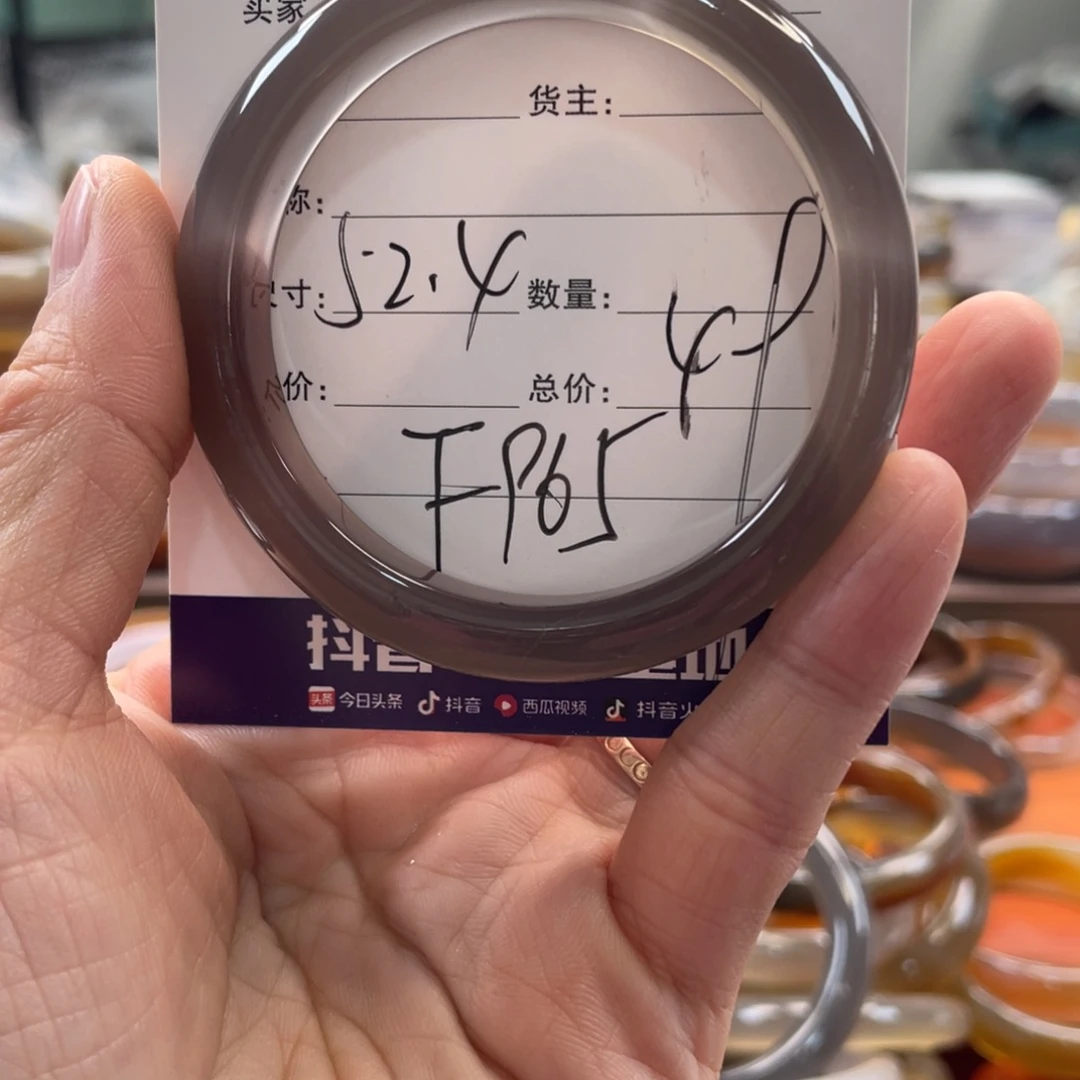 买家
货主:
称:
尺寸: 52.4 数量:
价: 总价:
FP65
抖音
今日头条 抖音 西瓜视频 抖音火